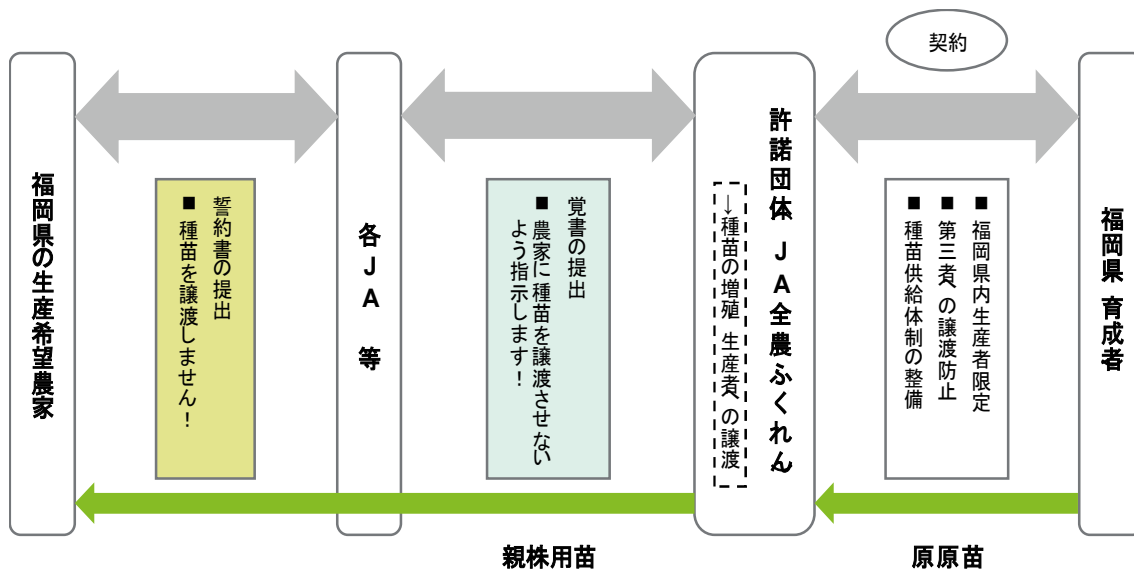 契約
福岡県 育成者
■ 福岡県内生産者限定
■ 第三者への譲渡防止
■ 種苗供給体制の整備
許諾団体 JA全農ふくれん
→種苗の増殖、生産者への譲渡
覚書の提出
■ 農家に種苗を譲渡させない
よう指示します！
各JA 等
誓約書の提出
■ 種苗を譲渡しません！
福岡県の生産希望農家
親株用苗
原原苗